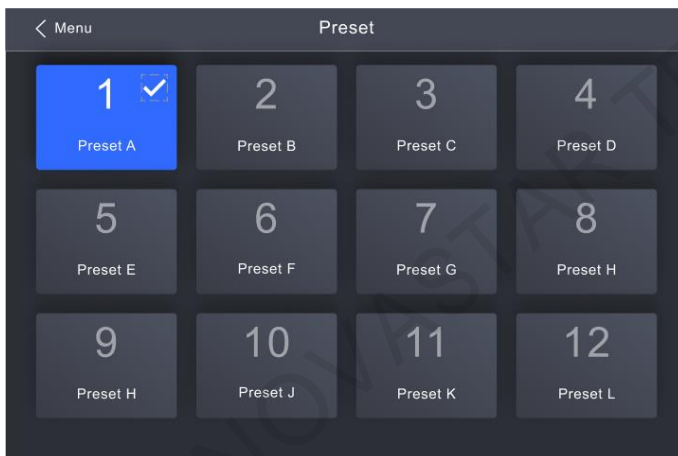 Menu
Preset
1
2
3
4
Preset A
Preset B
Preset C
Preset D
5
6
7
8
Preset E
Preset F
Preset G
Preset H
9
10
11
12
Preset H
Preset J
Preset K
Preset L
NOVASTAR